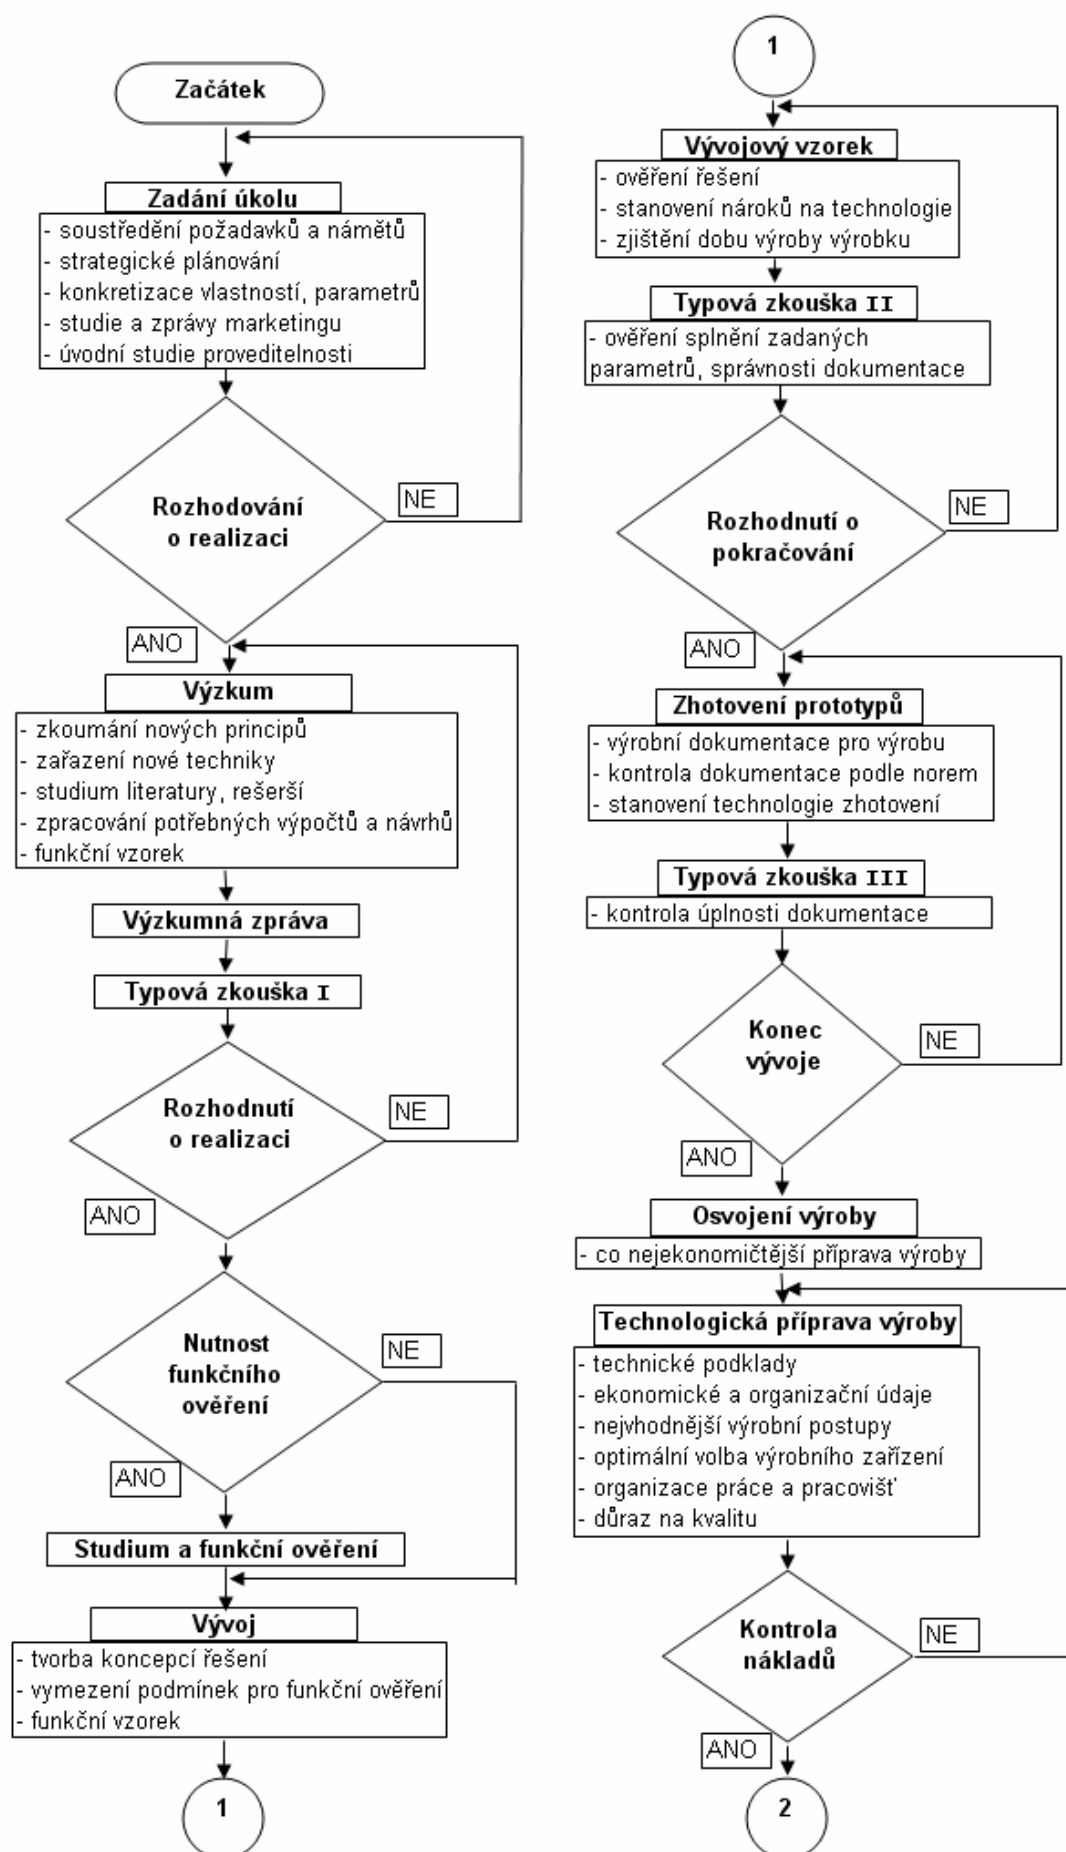 Začátek
Zadání úkolu
- soustředění požadavků a námětů
- strategické plánování
- konkretizace vlastností, parametrů
- studie a zprávy marketingu
- úvodní studie proveditelnosti
Rozhodování
o realizaci
NE
ANO
Výzkum
- zkoumání nových principů
- zařazení nové techniky
- studium literatury, rešerší
- zpracování potřebných výpočtů a návrhů
- funkční vzorek
Výzkumná zpráva
Typová zkouška I
Rozhodnutí
o realizaci
NE
ANO
Nutnost
funkčního
ověření
NE
ANO
Studium a funkční ověření
Vývoj
- tvorba koncepcí řešení
- vymezení podmínek pro funkční ověření
- funkční vzorek
1
1
Vývojový vzorek
- ověření řešení
- stanovení nároků na technologie
- zjištění dobu výroby výrobku
Typová zkouška II
- ověření splnění zadaných
parametrů, správnosti dokumentace
Rozhodnutí o
pokračování
NE
ANO
Zhotovení prototypů
- výrobní dokumentace pro výrobu
- kontrola dokumentace podle norem
- stanovení technologie zhotovení
Typová zkouška III
- kontrola úplnosti dokumentace
Konec
vývoje
NE
ANO
Osvojení výroby
- co nejekonomičtější příprava výroby
Technologická příprava výroby
- technické podklady
- ekonomické a organizační údaje
- nejvhodnější výrobní postupy
- optimální volba výrobního zařízení
- organizace práce a pracovišť
- důraz na kvalitu
Kontrola
nákladů
NE
ANO
2